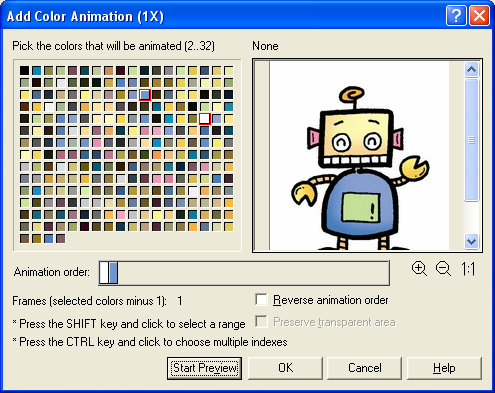 Add Color Animation (1X)
Pick the colors that will be animated (2..32)
None
Animation order:
1:1
Frames (selected colors minus 1): 1
Reverse animation order
* Press the SHIFT key and click to select a range
Preserve transparent area
* Press the CTRL key and click to choose multiple indexes
Start Preview
OK
Cancel
Help